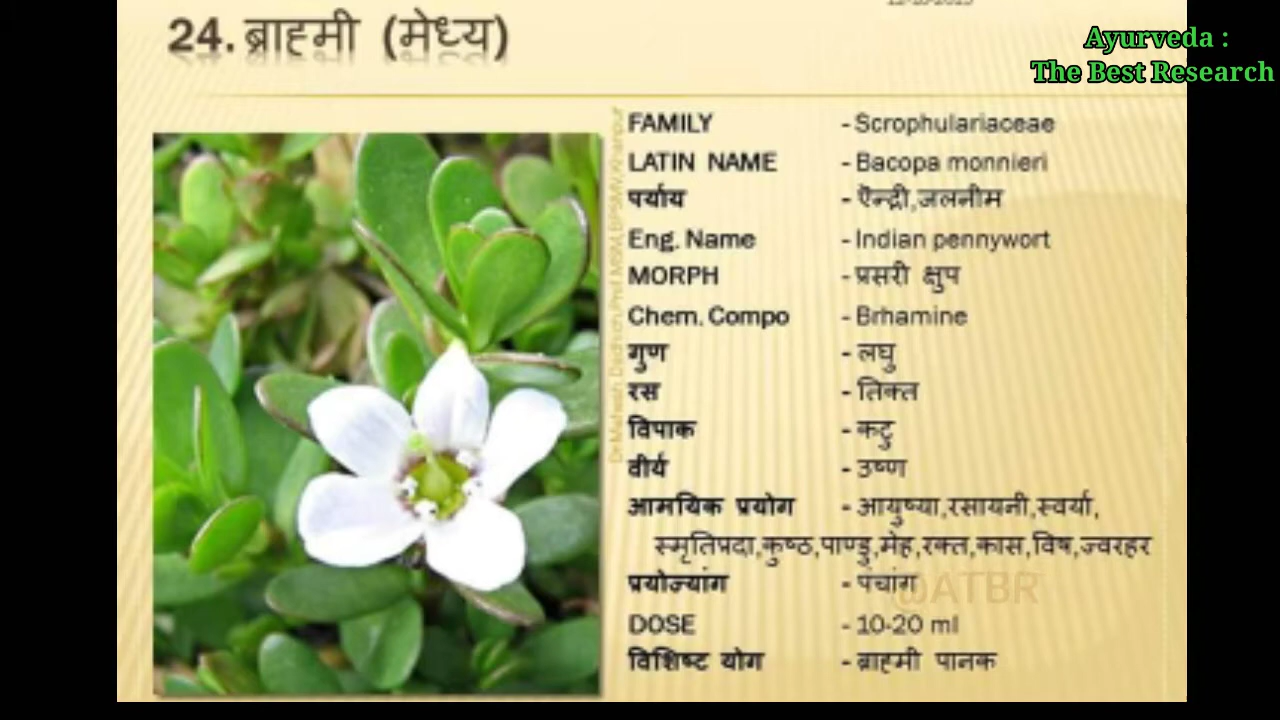 24. ब्राह्मी (मेध्य)
Ayurveda :
The Best Research
FAMILY - Scrophulariaceae
LATIN NAME - Bacopa monnieri
पर्याय - ऎन्द्री,जलनीम
Eng. Name - Indian pennywort
MORPH - प्रसरी क्षुप
Chem. Compo - Brhamine
गुण - लघु
रस - तिक्त
विपाक - कटु
वीर्य - उष्ण
आमयिक प्रयोग - आयुष्या,रसायनी,स्वर्या,
स्मृतिप्रदा,कुष्ठ,पाण्डु,मेह,रक्त,कास,विष,ज्वरहर
प्रयोज्यांग - पंचांग
@ATBR
DOSE - 10-20 ml
विशिष्ट योग - ब्राह्मी पानक